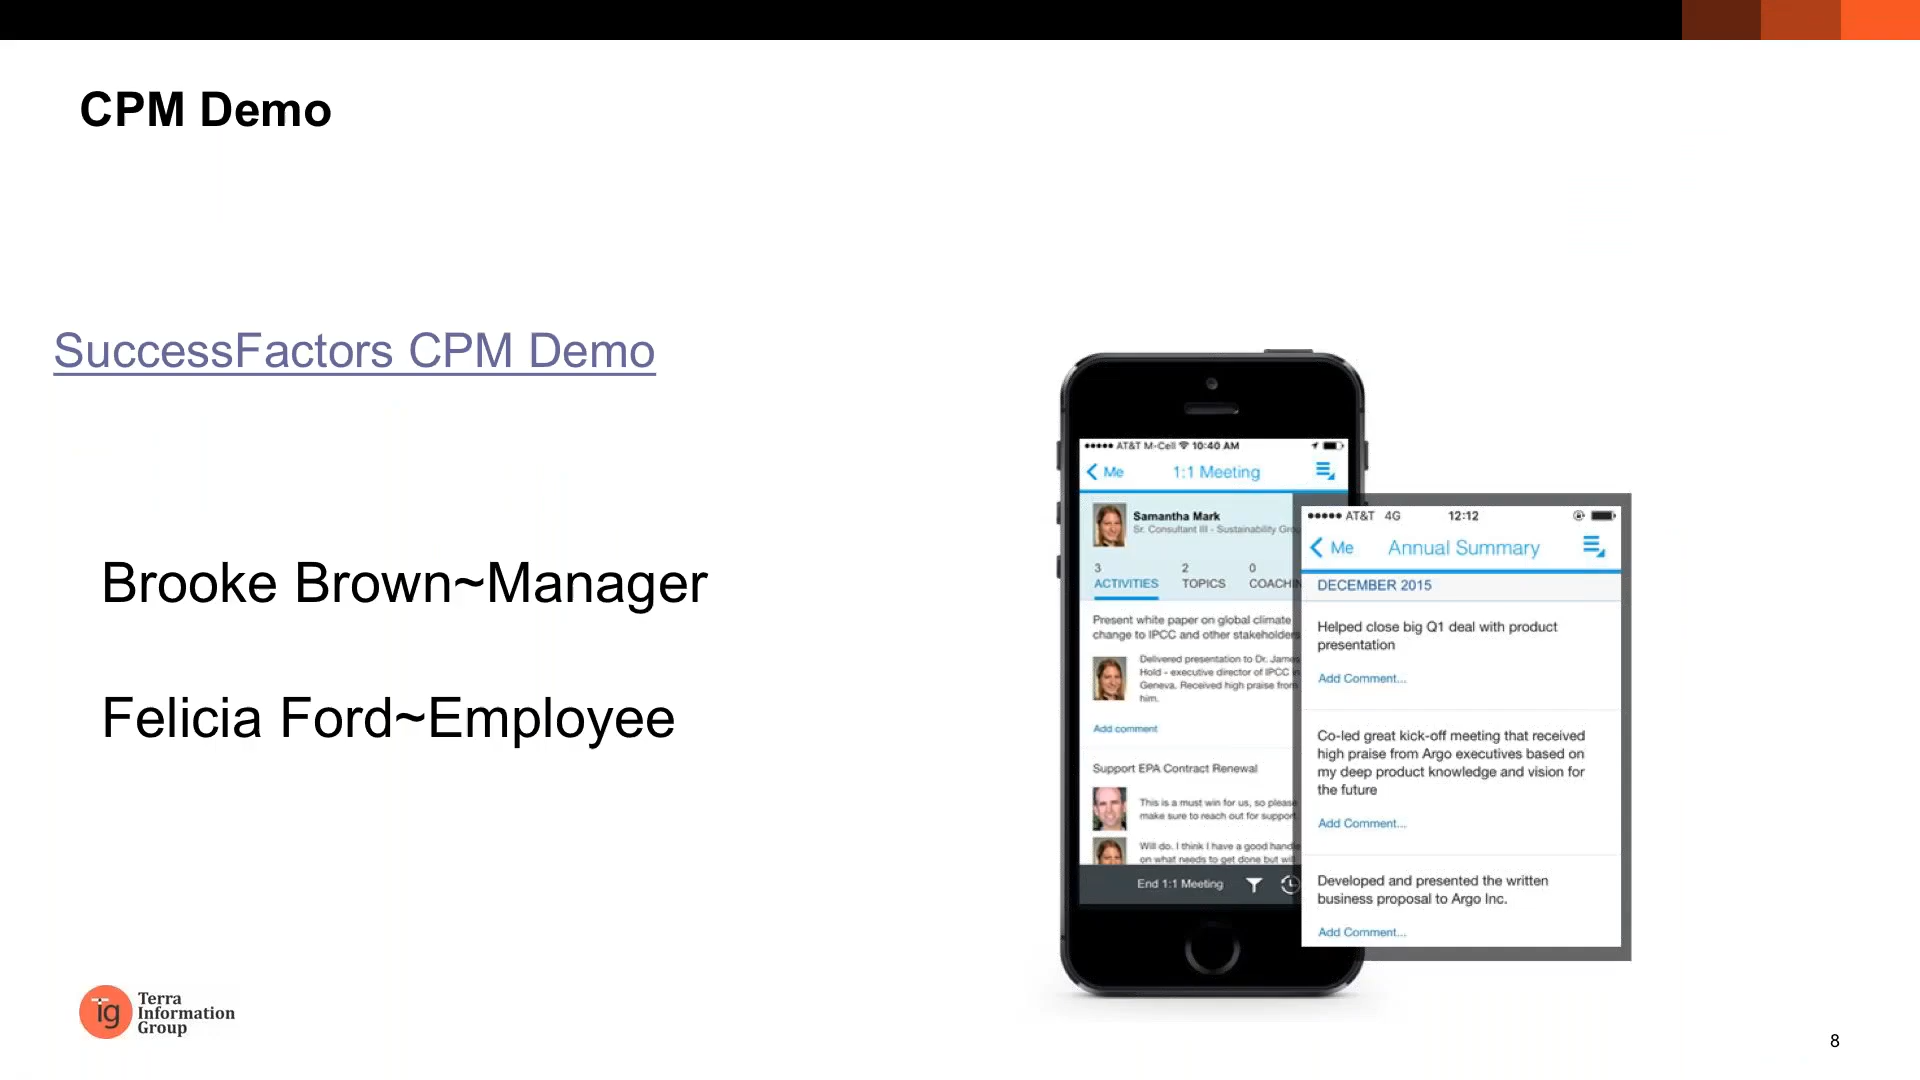 CPM Demo
SuccessFactors CPM Demo
Brooke Brown~Manager
Felicia Ford~Employee
AT&T M-Cell 10:40 AM
Me 1:1 Meeting
Samantha Mark
Sr. Consultant III - Sustainability Gro
3 2 0
ACTIVITIES TOPICS COACHIN
Present white paper on global climate
change to IPCC and other stakeholders
Delivered presentation to Dr. James
Hold - executive director of IPCC in
Geneva. Received high praise from
him.
Add comment
Support EPA Contract Renewal
This is a must win for us, so please
make sure to reach out for support.
Will do. I think I have a good handle
on what needs to get done but will
End 1:1 Meeting
AT&T 4G 12:12
Me Annual Summary
DECEMBER 2015
Helped close big Q1 deal with product
presentation
Add Comment...
Co-led great kick-off meeting that received
high praise from Argo executives based on
my deep product knowledge and vision for
the future
Add Comment...
Developed and presented the written
business proposal to Argo Inc.
Add Comment...
tig
Terra
Information
Group
8